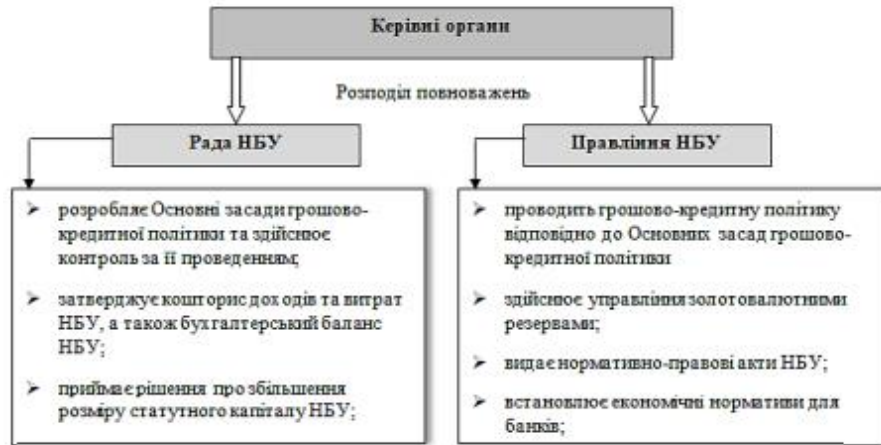 Керівні органи
Розподіл повноважень
Рада НБУ
розробляє Основні засади грошово-
кредитної політики та здійснює
контроль за її проведенням;
затверджує кошторис доходів та витрат
НБУ, а також бухгалтерський баланс
НБУ;
приймає рішення про збільшення
розміру статутного капіталу НБУ;
Правління НБУ
проводить грошово-кредитну політику
відповідно до Основних засад грошово-
кредитної політики
здійснює управління золотовалютними
резервами;
видає нормативно-правові акти НБУ;
встановлює економічні нормативи для
банків;